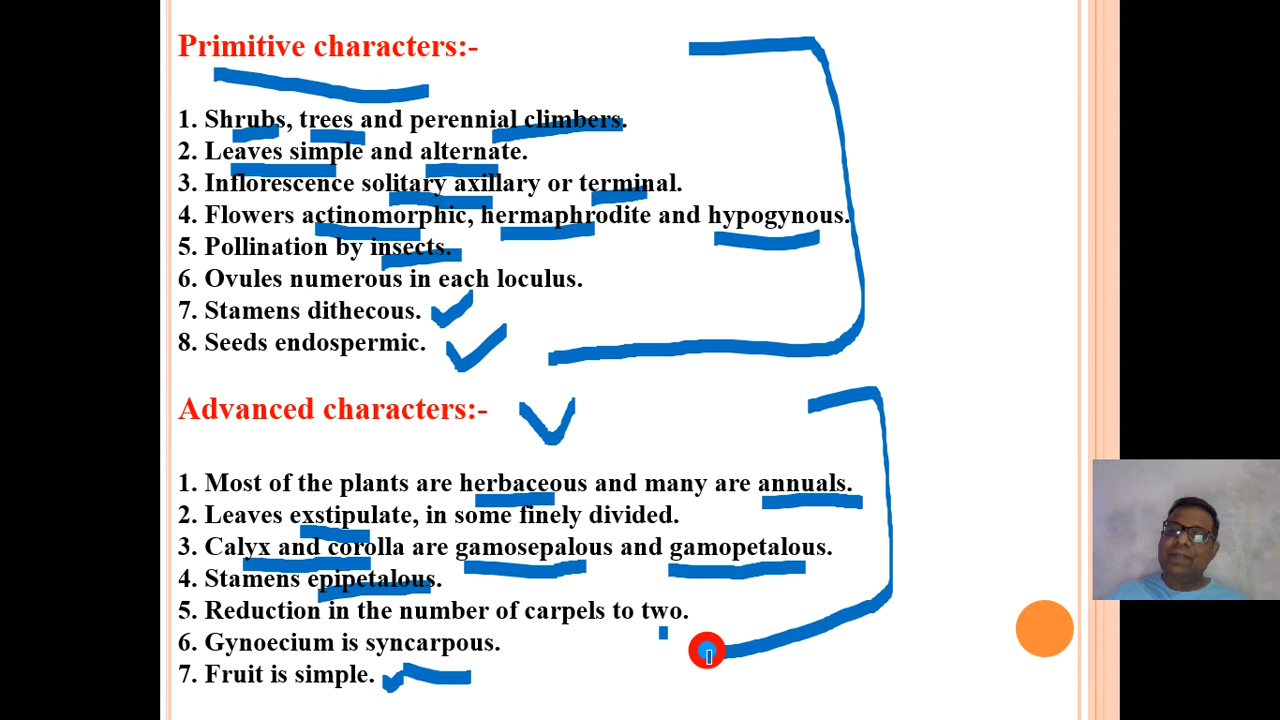 Primitive characters:-
1. Shrubs, trees and perennial climbers.
2. Leaves simple and alternate.
3. Inflorescence solitary axillary or terminal.
4. Flowers actinomorphic, hermaphrodite and hypogynous.
5. Pollination by insects.
6. Ovules numerous in each loculus.
7. Stamens dithecous.
8. Seeds endospermic.
Advanced characters:-
1. Most of the plants are herbaceous and many are annuals.
2. Leaves exstipulate, in some finely divided.
3. Calyx and corolla are gamosepalous and gamopetalous.
4. Stamens epipetalous.
5. Reduction in the number of carpels to two.
6. Gynoecium is syncarpous.
7. Fruit is simple.